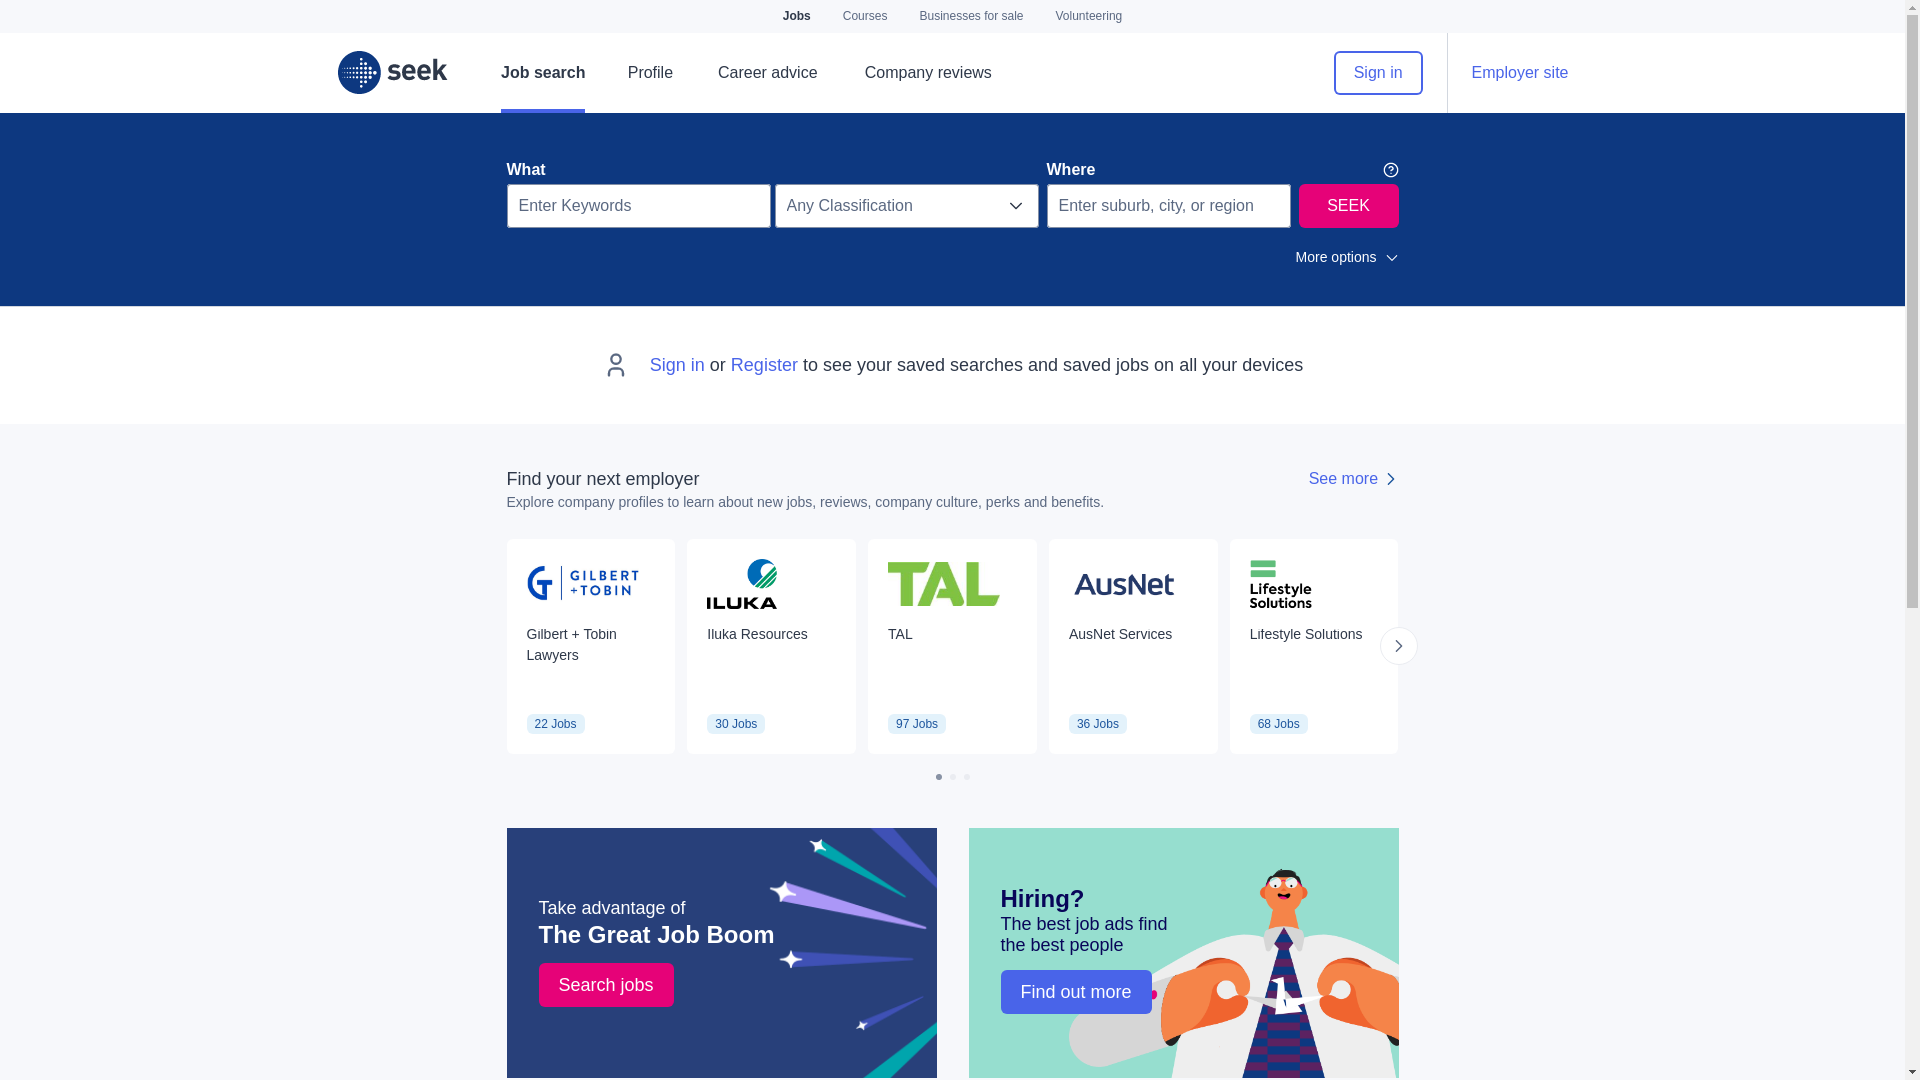 Jobs Courses Businesses for sale Volunteering
seek Job search Profile Career advice Company reviews Sign in Employer site
What Where
Enter Keywords Any Classification Enter suburb, city, or region SEEK
More options
Sign in or Register to see your saved searches and saved jobs on all your devices
Find your next employer See more
Explore company profiles to learn about new jobs, reviews, company culture, perks and benefits.
GILBERT
+TOBIN
ILUKA
TAL
AusNet
Lifestyle
Solutions
Gilbert + Tobin
Lawyers
Iluka Resources
TAL
AusNet Services
Lifestyle Solutions
22 Jobs 30 Jobs 97 Jobs 36 Jobs 68 Jobs
Take advantage of
The Great Job Boom
Search jobs
Hiring?
The best job ads find
the best people
Find out more